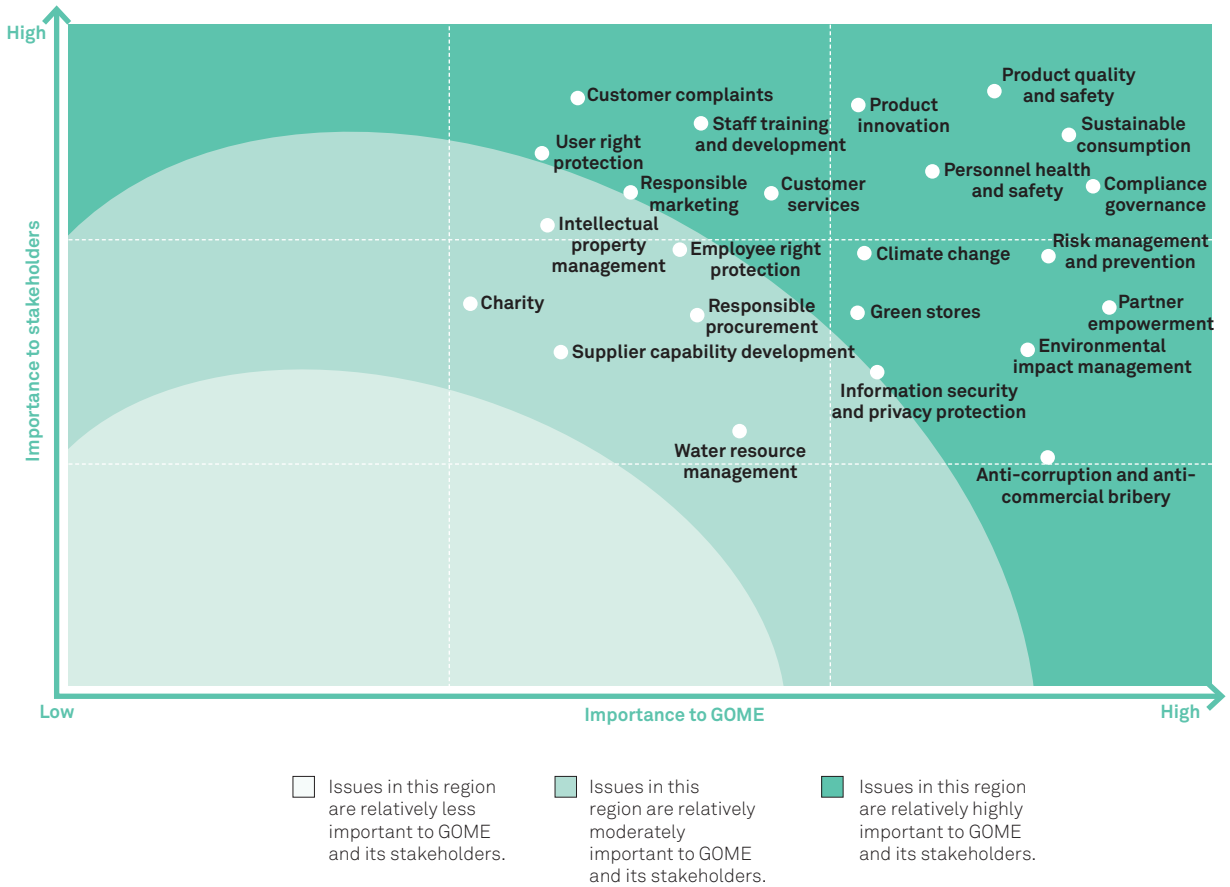 High
Product quality
and safety
Customer complaints
Product
innovation
Staff training
and development
Sustainable
consumption
User right
protection
Personnel health
and safety
Responsible
marketing
Customer
services
Compliance
governance
Intellectual
property
management
Employee right
protection
Climate change
Risk management
and prevention
Charity
Responsible
procurement
Green stores
Partner
empowerment
Supplier capability development
Environmental
impact management
Information security
and privacy protection
Water resource
management
Anti-corruption and anti-
commercial bribery
Importance to stakeholders
Low
Importance to GOME
High
Issues in this region
are relatively less
important to GOME
and its stakeholders.
Issues in this
region are relatively
moderately
important to GOME
and its stakeholders.
Issues in this region
are relatively highly
important to GOME
and its stakeholders.